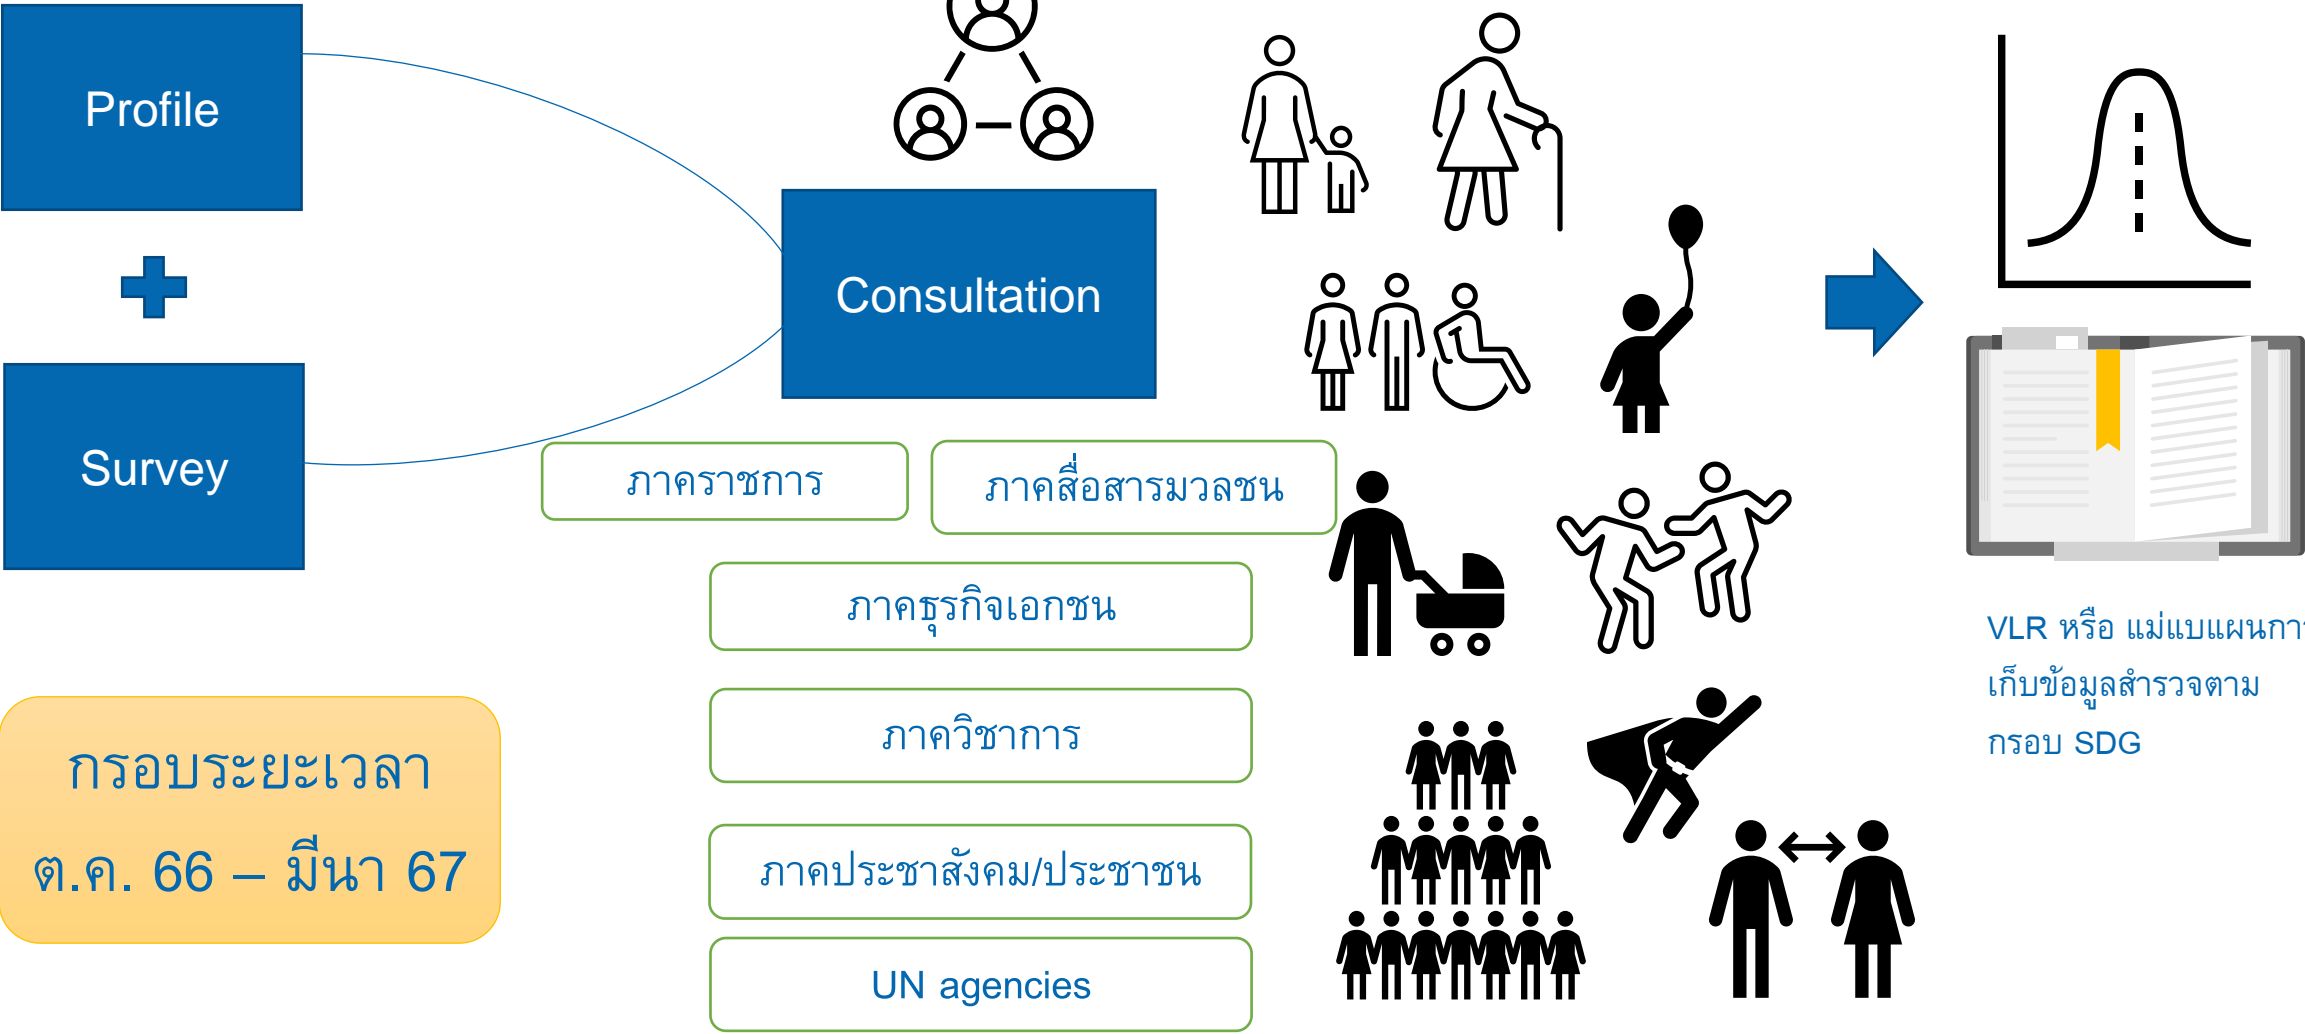 Profile
Consultation
Survey
ภาคราชการ
ภาคสื่อสารมวลชน
ภาคธุรกิจเอกชน
ภาควิชาการ
ภาคประชาสังคม/ประชาชน
UN agencies
กรอบระยะเวลา
ต.ค. 66 – มีนา 67
VLR หรือ แม่แบแผนการ
เก็บข้อมูลสำรวจตาม
กรอบ SDG